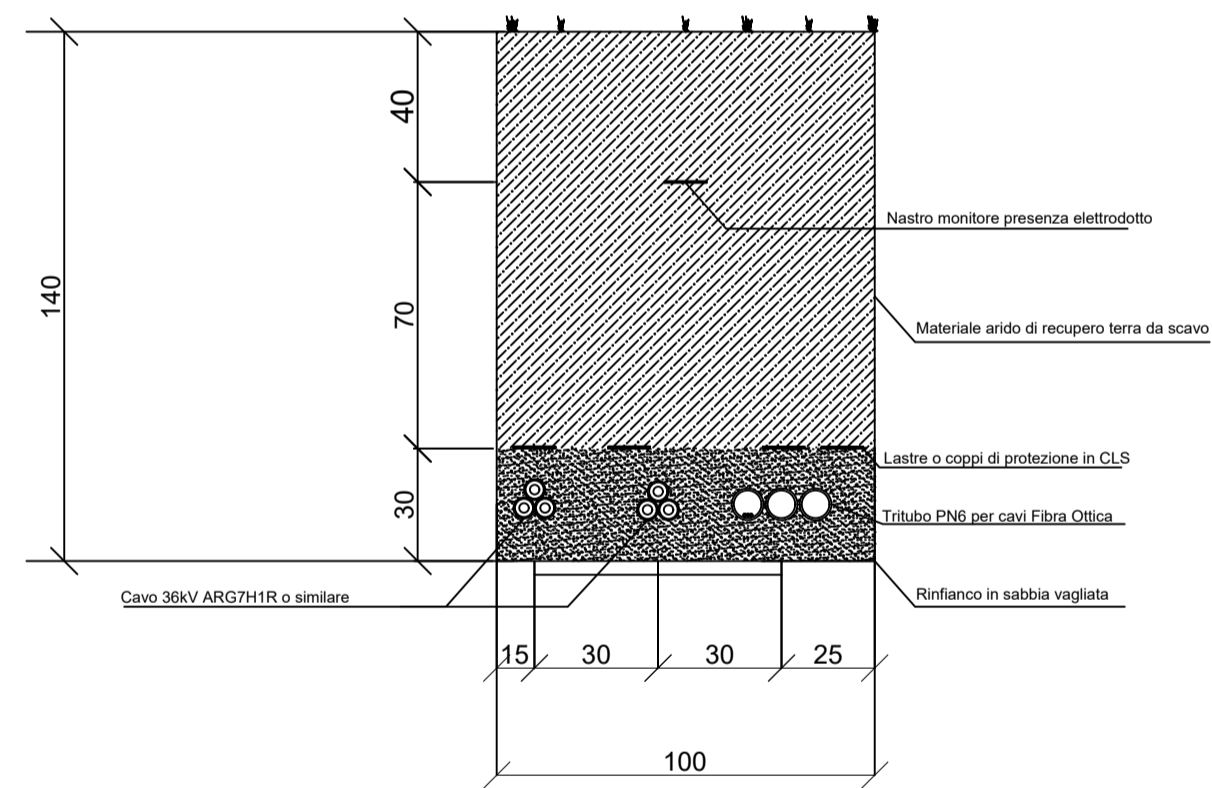 40
Nastro monitore presenza elettrodotto
140
70
Materiale arido di recupero terra da scavo
Lastre o coppi di protezione in CLS
30
Tritubo PN6 per cavi Fibra Ottica
Cavo 36kV ARG7H1R o similare
Rinfianco in sabbia vagliata
15 30 30 25
100